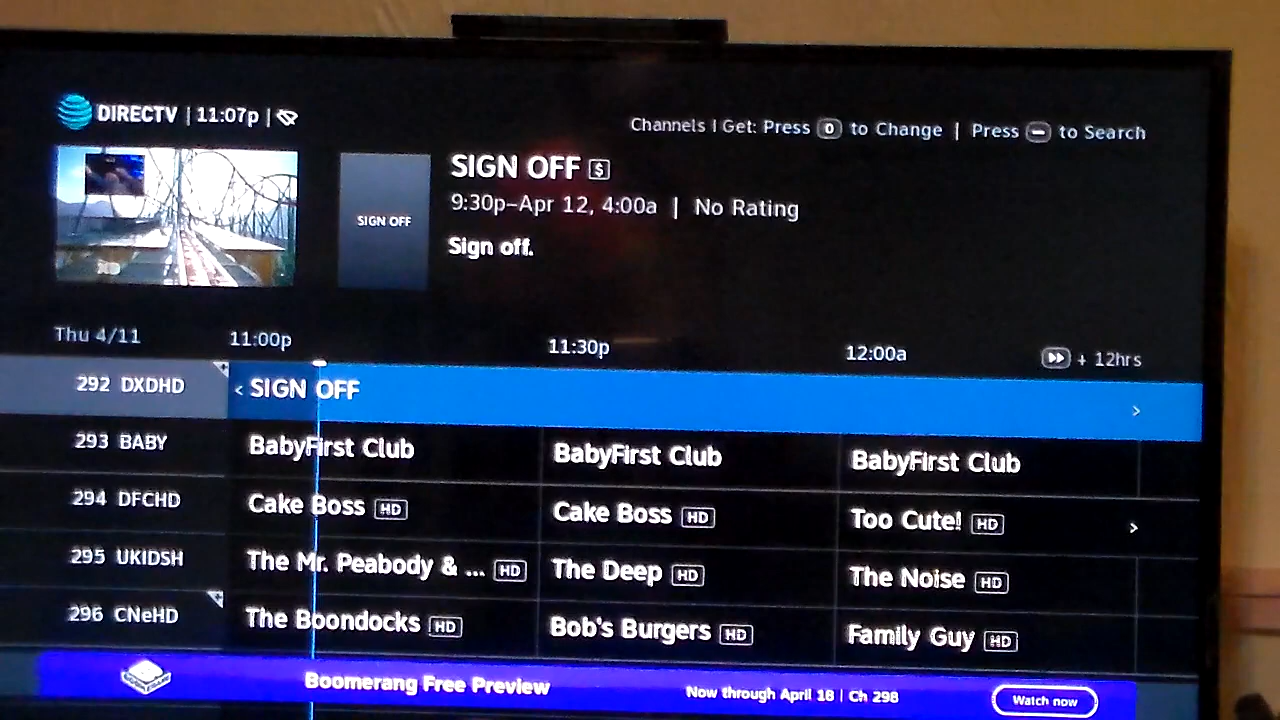 DIRECTV | 11:07p |
Channels I Get: Press 0 to Change | Press – to Search
SIGN OFF $
9:30p–Apr 12, 4:00a | No Rating
SIGN OFF
Sign off.
Thu 4/11 11:00p 11:30p 12:00a + 12hrs
292 DXDHD < SIGN OFF >
293 BABY BabyFirst Club BabyFirst Club BabyFirst Club
294 DFCHD Cake Boss HD Cake Boss HD Too Cute! HD >
295 UKIDSH The Mr. Peabody & ... HD The Deep HD The Noise HD
296 CNeHD The Boondocks HD Bob's Burgers HD Family Guy HD
Boomerang Free Preview Now through April 18 | Ch 298 Watch now